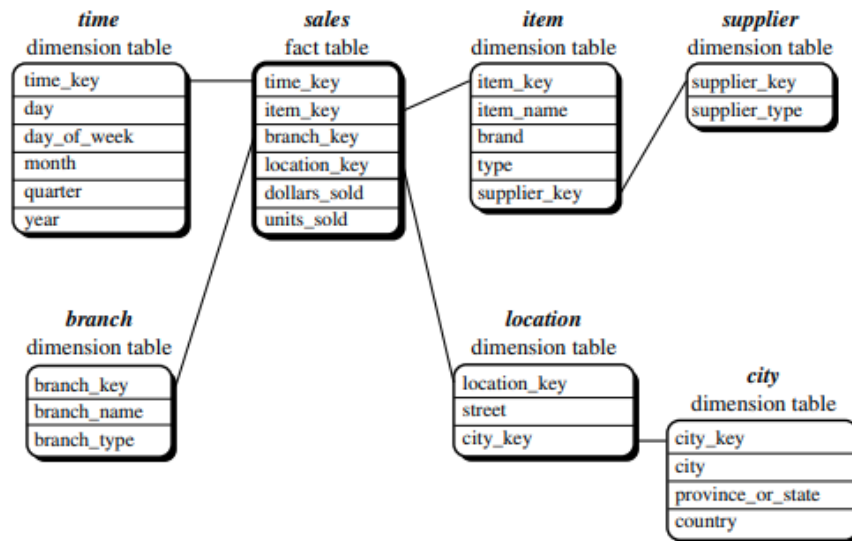 time
dimension table
time_key
day
day_of_week
month
quarter
year
sales
fact table
time_key
item_key
branch_key
location_key
dollars_sold
units_sold
item
dimension table
item_key
item_name
brand
type
supplier_key
supplier
dimension table
supplier_key
supplier_type
branch
dimension table
branch_key
branch_name
branch_type
location
dimension table
location_key
street
city_key
city
dimension table
city_key
city
province_or_state
country